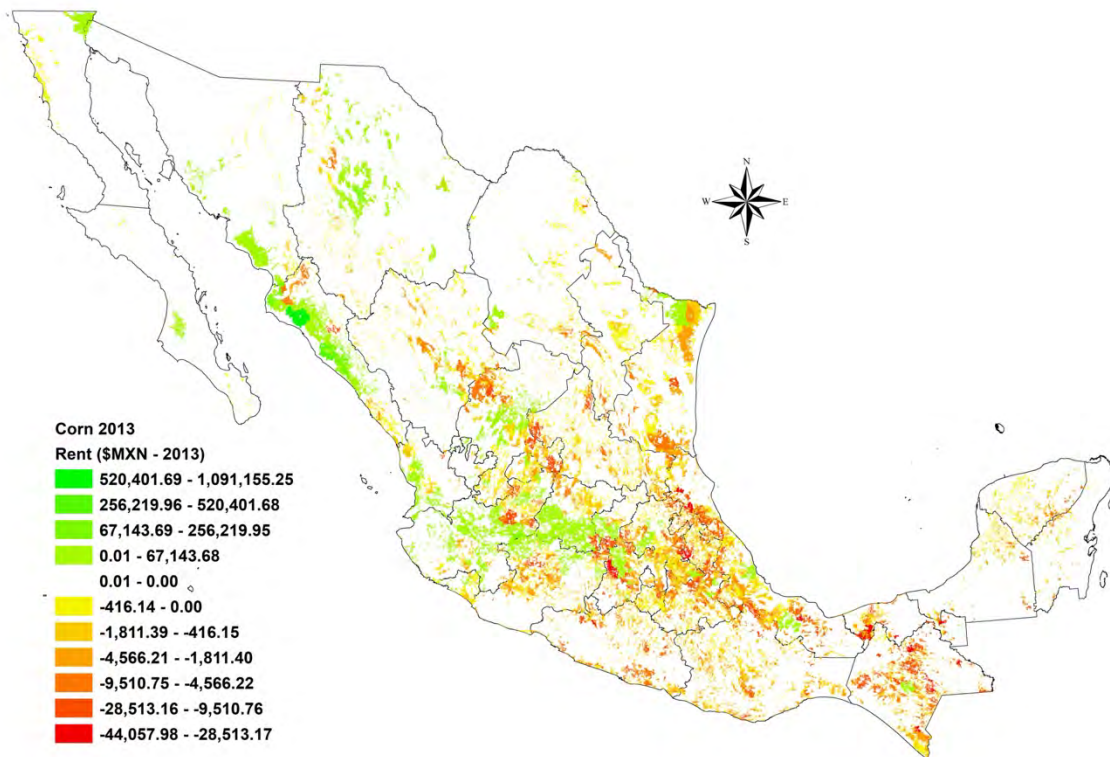 N
W E
S
Corn 2013
Rent ($MXN - 2013)
520,401.69 - 1,091,155.25
256,219.96 - 520,401.68
67,143.69 - 256,219.95
0.01 - 67,143.68
0.01 - 0.00
-416.14 - 0.00
-1,811.39 - -416.15
-4,566.21 - -1,811.40
-9,510.75 - -4,566.22
-28,513.16 - -9,510.76
-44,057.98 - -28,513.17